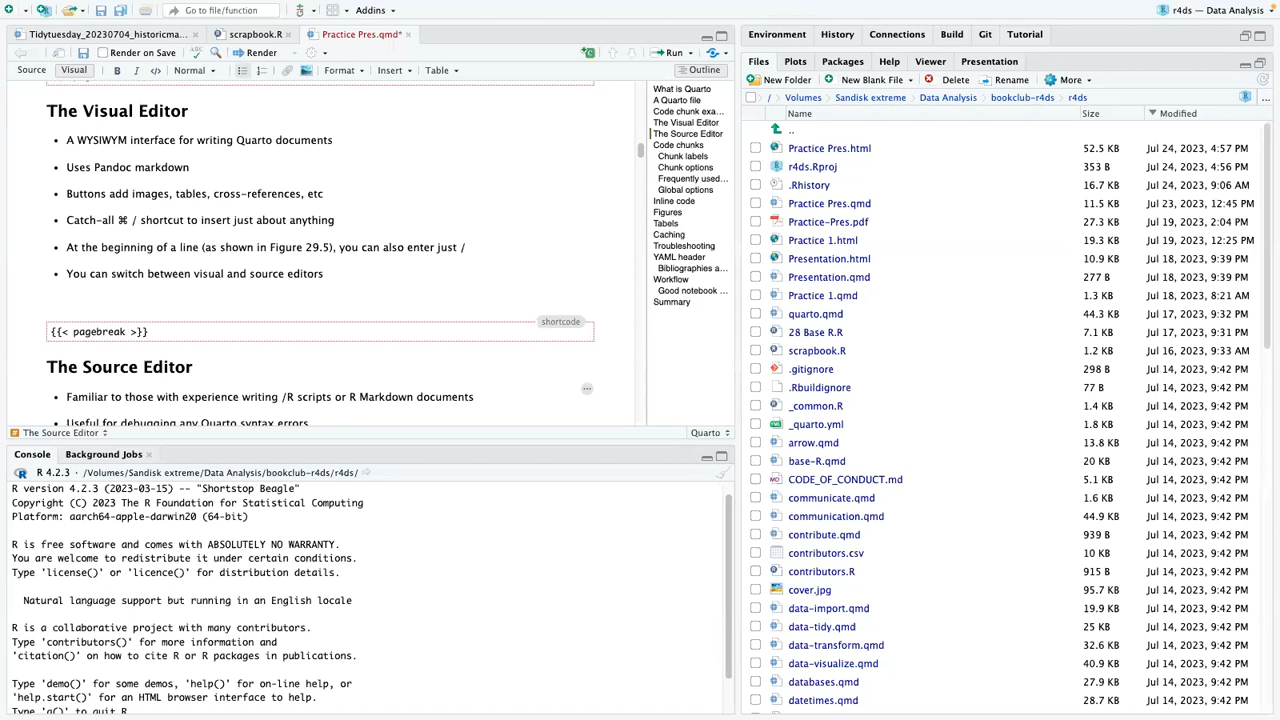 Go to file/function
Addins
r4ds — Data Analysis
Tidytuesday_20230704_historicma...
scrapbook.R
Practice Pres.qmd*
Render on Save
ABC
Render
Run
Source
Visual
B
I
</>
Normal
Format
Insert
Table
Outline
The Visual Editor
• A WYSIWYM interface for writing Quarto documents
• Uses Pandoc markdown
• Buttons add images, tables, cross-references, etc
• Catch-all ⌘ / shortcut to insert just about anything
• At the beginning of a line (as shown in Figure 29.5), you can also enter just /
• You can switch between visual and source editors
shortcode
{{< pagebreak >}}
The Source Editor
• Familiar to those with experience writing /R scripts or R Markdown documents
• Useful for debugging any Quarto syntax errors
What is Quarto
A Quarto file
Code chunk exa...
The Visual Editor
The Source Editor
Code chunks
Chunk labels
Chunk options
Frequently used...
Global options
Inline code
Figures
Tabels
Caching
Troubleshooting
YAML header
Bibliographies a...
Workflow
Good notebook ...
Summary
The Source Editor
Quarto
Console
Background Jobs
R 4.2.3 · /Volumes/Sandisk extreme/Data Analysis/bookclub-r4ds/r4ds/
R version 4.2.3 (2023-03-15) -- "Shortstop Beagle"
Copyright (C) 2023 The R Foundation for Statistical Computing
Platform: aarch64-apple-darwin20 (64-bit)
R is free software and comes with ABSOLUTELY NO WARRANTY.
You are welcome to redistribute it under certain conditions.
Type 'license()' or 'licence()' for distribution details.
Natural language support but running in an English locale
R is a collaborative project with many contributors.
Type 'contributors()' for more information and
'citation()' on how to cite R or R packages in publications.
Type 'demo()' for some demos, 'help()' for on-line help, or
'help.start()' for an HTML browser interface to help.
Type 'q()' to quit R.
Environment
History
Connections
Build
Git
Tutorial
Files
Plots
Packages
Help
Viewer
Presentation
New Folder
New Blank File
Delete
Rename
More
/ Volumes Sandisk extreme Data Analysis bookclub-r4ds r4ds
...
Name Size Modified
..
Practice Pres.html 52.5 KB Jul 24, 2023, 4:57 PM
r4ds.Rproj 353 B Jul 24, 2023, 4:56 PM
.Rhistory 16.7 KB Jul 24, 2023, 9:06 AM
Practice Pres.qmd 11.5 KB Jul 23, 2023, 12:45 PM
Practice-Pres.pdf 27.3 KB Jul 19, 2023, 2:04 PM
Practice 1.html 19.3 KB Jul 19, 2023, 12:25 PM
Presentation.html 10.9 KB Jul 18, 2023, 9:39 PM
Presentation.qmd 277 B Jul 18, 2023, 9:39 PM
Practice 1.qmd 1.3 KB Jul 18, 2023, 8:21 AM
quarto.qmd 44.3 KB Jul 17, 2023, 9:32 PM
28 Base R.R 7.1 KB Jul 17, 2023, 9:31 PM
scrapbook.R 1.2 KB Jul 16, 2023, 9:33 AM
.gitignore 298 B Jul 14, 2023, 9:42 PM
.Rbuildignore 77 B Jul 14, 2023, 9:42 PM
_common.R 1.4 KB Jul 14, 2023, 9:42 PM
_quarto.yml 1.8 KB Jul 14, 2023, 9:42 PM
arrow.qmd 13.8 KB Jul 14, 2023, 9:42 PM
base-R.qmd 20 KB Jul 14, 2023, 9:42 PM
CODE_OF_CONDUCT.md 5.1 KB Jul 14, 2023, 9:42 PM
communicate.qmd 1.6 KB Jul 14, 2023, 9:42 PM
communication.qmd 44.9 KB Jul 14, 2023, 9:42 PM
contribute.qmd 939 B Jul 14, 2023, 9:42 PM
contributors.csv 10 KB Jul 14, 2023, 9:42 PM
contributors.R 915 B Jul 14, 2023, 9:42 PM
cover.jpg 95.7 KB Jul 14, 2023, 9:42 PM
data-import.qmd 19.9 KB Jul 14, 2023, 9:42 PM
data-tidy.qmd 25 KB Jul 14, 2023, 9:42 PM
data-transform.qmd 32.6 KB Jul 14, 2023, 9:42 PM
data-visualize.qmd 40.9 KB Jul 14, 2023, 9:42 PM
databases.qmd 27.9 KB Jul 14, 2023, 9:42 PM
datetimes.qmd 28.7 KB Jul 14, 2023, 9:42 PM